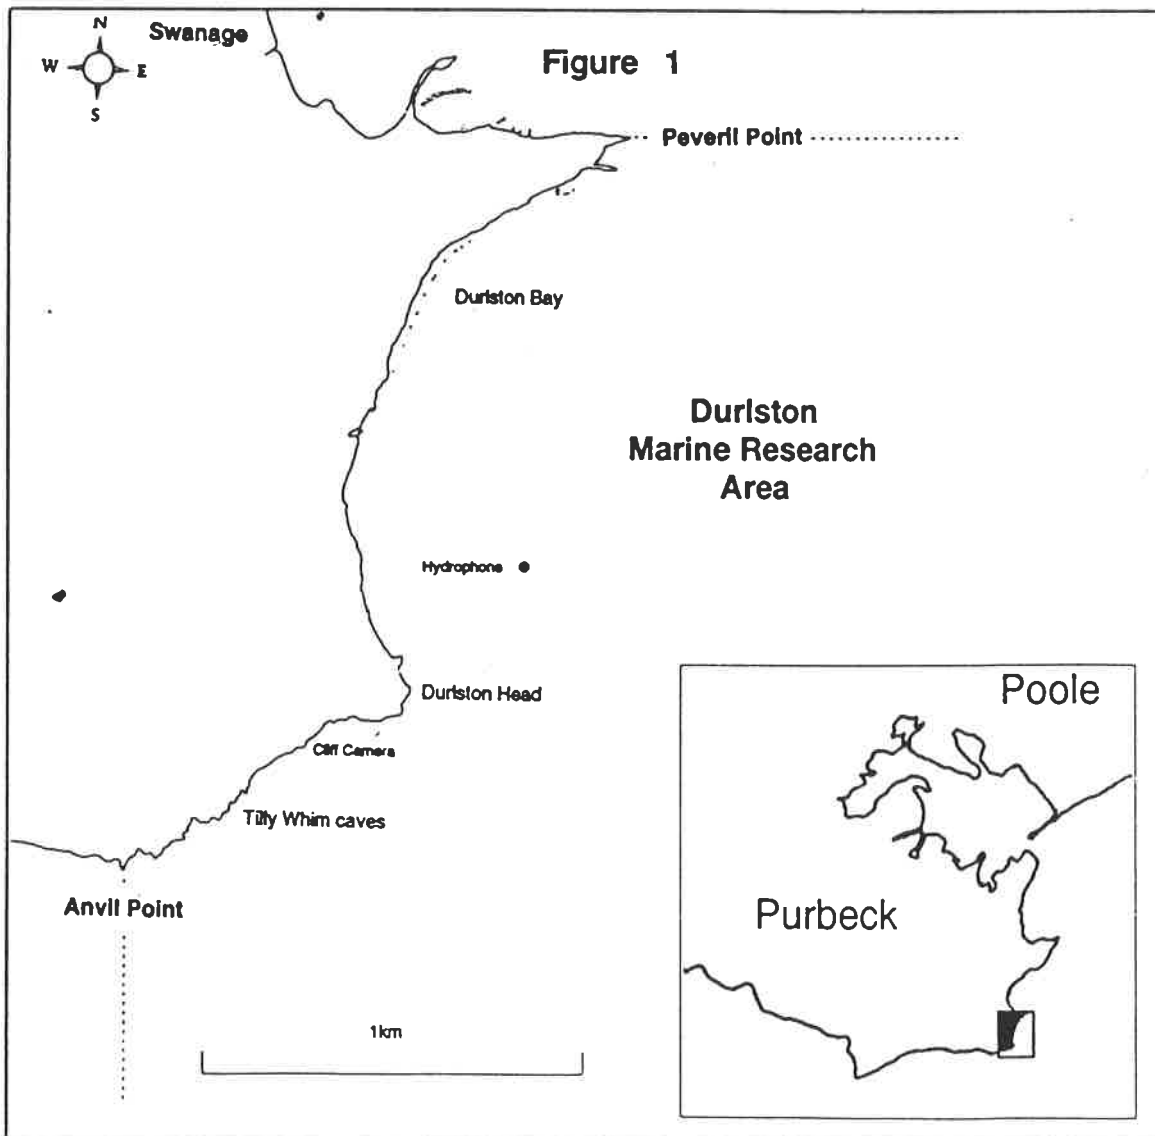 N
Swanage
Figure 1
W E
S
Peveril Point
Durlston Bay
Durlston
Marine Research
Area
Hydrophone
Durlston Head
Cliff Camera
Tilly Whim caves
Anvil Point
1km
Poole
Purbeck